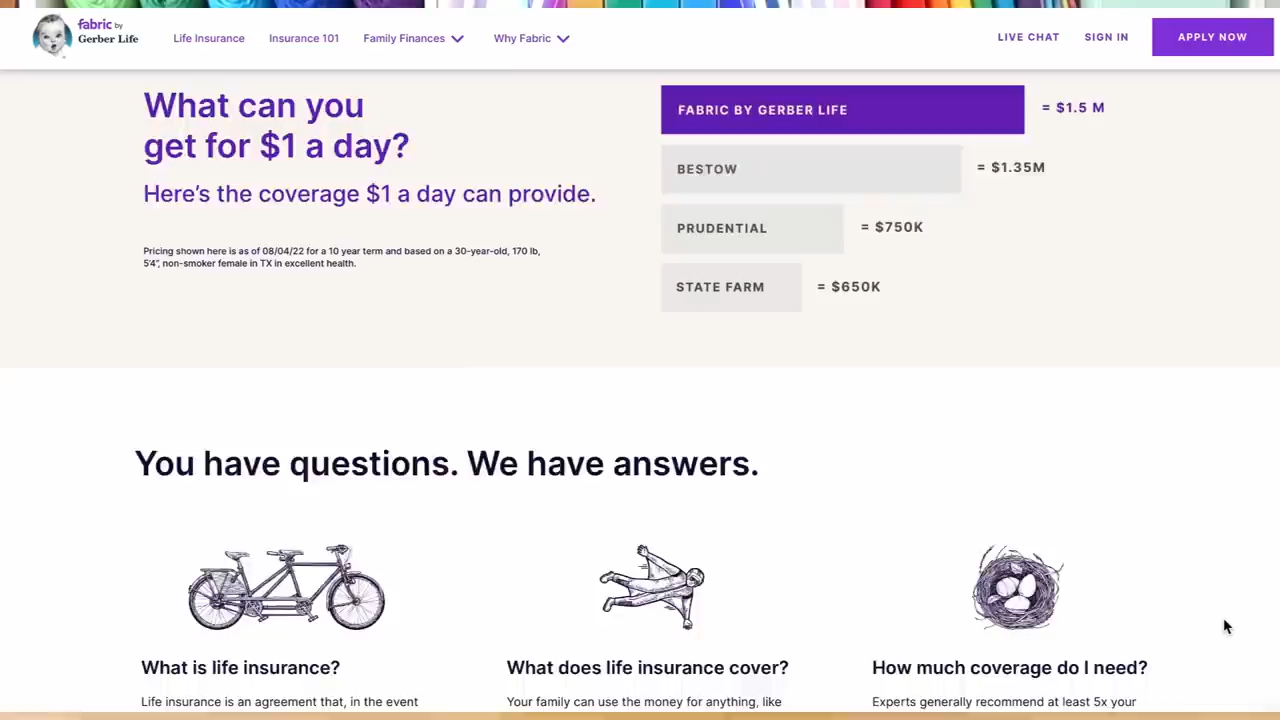 fabric by
Gerber Life
Life Insurance
Insurance 101
Family Finances
Why Fabric
LIVE CHAT
SIGN IN
APPLY NOW
What can you
get for $1 a day?
Here’s the coverage $1 a day can provide.
Pricing shown here is as of 08/04/22 for a 10 year term and based on a 30-year-old, 170 lb,
5'4", non-smoker female in TX in excellent health.
FABRIC BY GERBER LIFE = $1.5 M
BESTOW = $1.35M
PRUDENTIAL = $750K
STATE FARM = $650K
You have questions. We have answers.
What is life insurance?
Life insurance is an agreement that, in the event
What does life insurance cover?
Your family can use the money for anything, like
How much coverage do I need?
Experts generally recommend at least 5x your